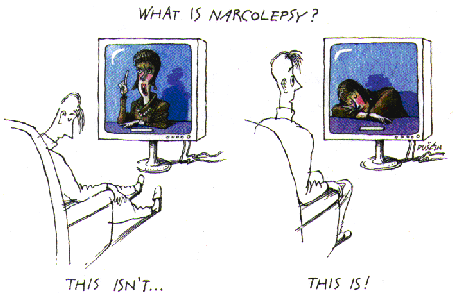 WHAT IS NARCOLEPSY?
THIS ISN'T...
THIS IS!